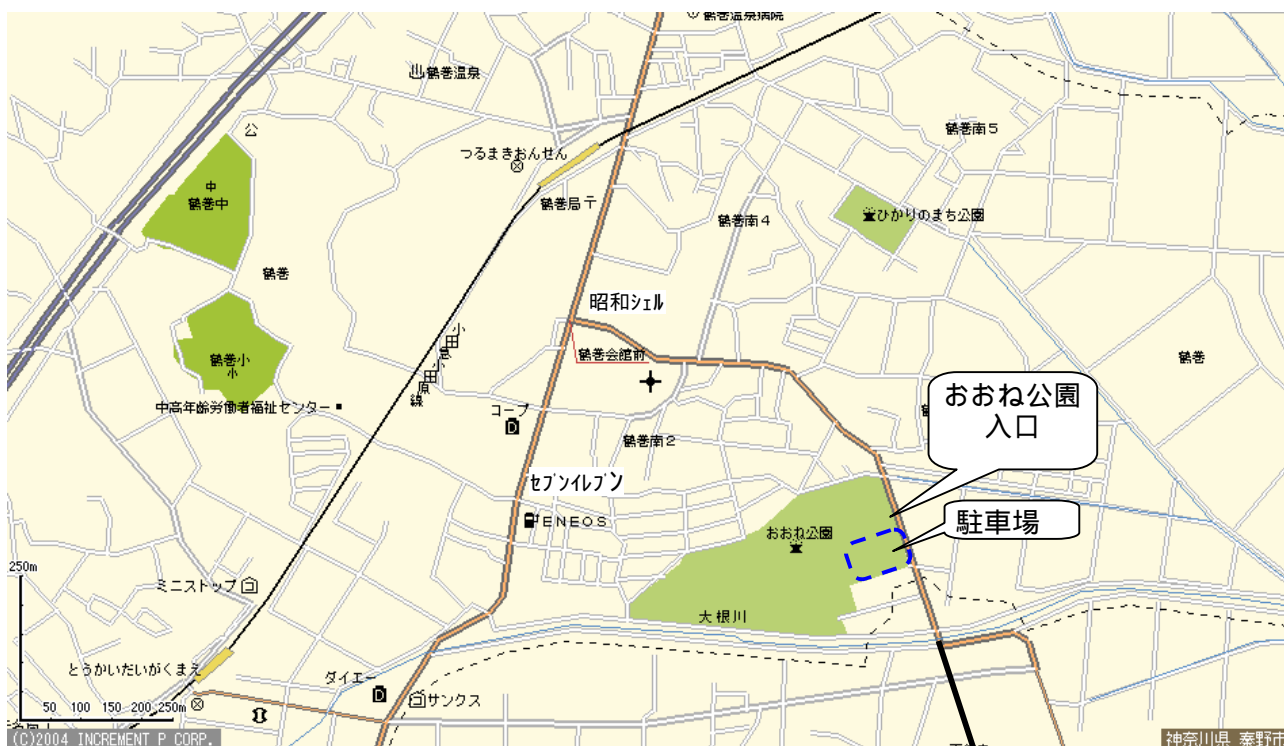 鶴巻温泉病院
鶴巻温泉
公
つるまきおんせん
鶴巻南5
中
鶴巻中
鶴巻局〒
鶴巻南4
ひかりのまち公園
鶴巻
昭和シェル
小田急小田原線
鶴巻会館前
鶴巻
鶴巻小
小
中高年齢労働者福祉センター
コープ
D
鶴巻南2
おおね公園
入口
セブンイレブン
ENEOS
おおね公園
駐車場
250m
ミニストップ
大根川
とうかいだいがくまえ
ダイエー
D
サンクス
50 100 150 200 250m
(C)2004 INCREMENT P CORP.
神奈川県 秦野市